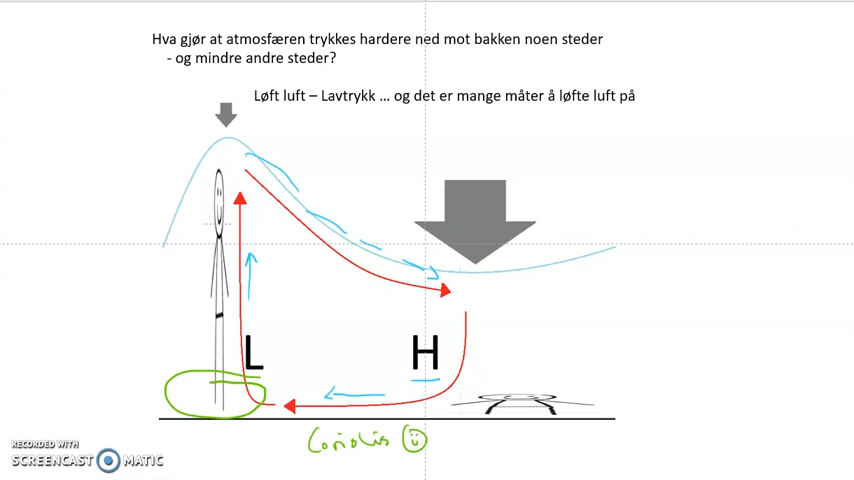 Hva gjør at atmosfæren trykkes hardere ned mot bakken noen steder
- og mindre andre steder?
Løft luft – Lavtrykk ... og det er mange måter å løfte luft på
L
H
Coriolis
RECORDED WITH
SCREENCAST MATIC